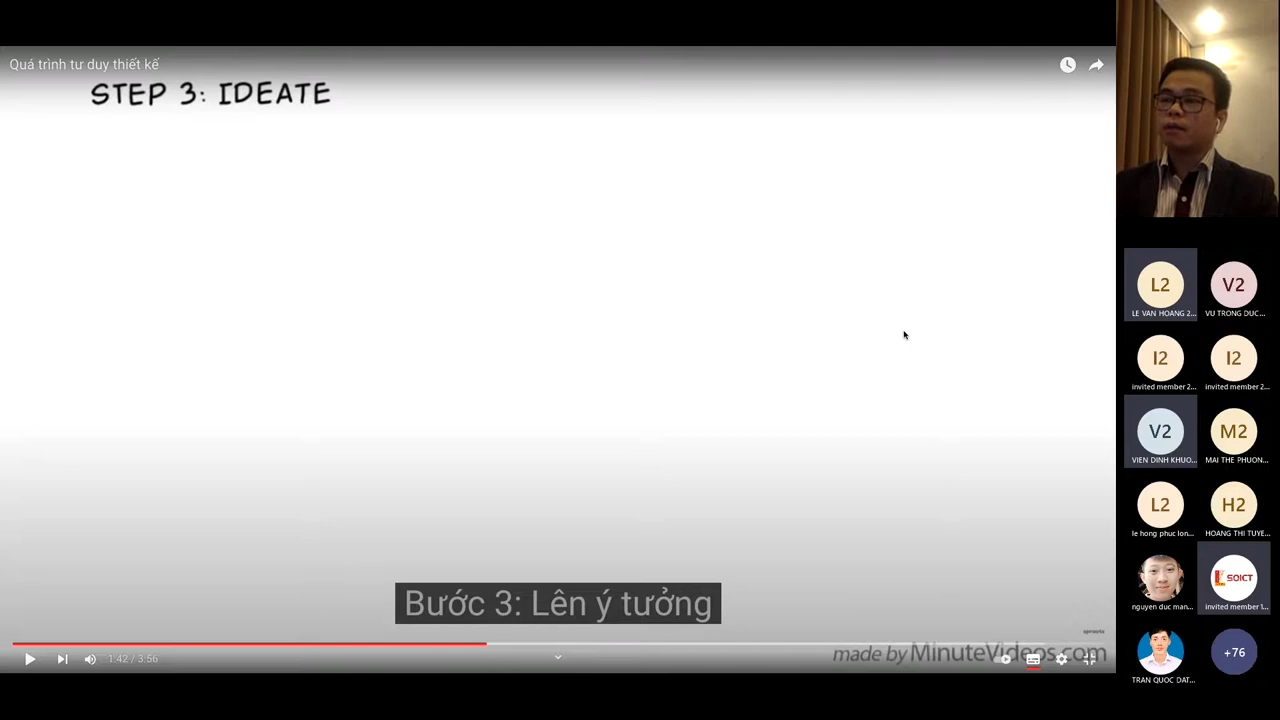 Quá trình tư duy thiết kế
STEP 3: IDEATE
Bước 3: Lên ý tưởng
sprouts
1:42 / 3:56
made by MinuteVideos.com
L2
V2
LE VAN HOANG 2...
VU TRONG DUC...
I2
I2
invited member 2...
invited member 2...
V2
M2
VIEN DINH KHUO...
MAI THE PHUON...
L2
H2
le hong phuc lon...
HOANG THI TUYE...
SOICT
nguyen duc man...
invited member 1...
+76
TRAN QUOC DAT...